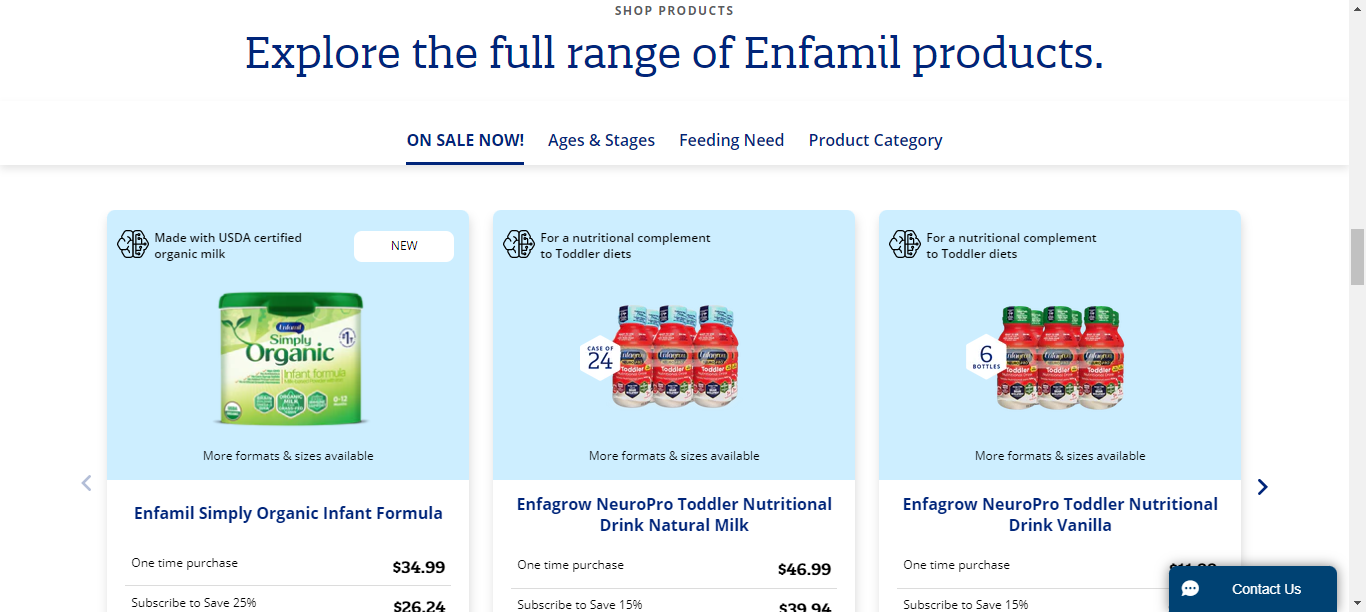 SHOP PRODUCTS
Explore the full range of Enfamil products.
ON SALE NOW! Ages & Stages Feeding Need Product Category
Made with USDA certified
organic milk
NEW
Enfamil
Simply
Organic
Infant formula
0-12
More formats & sizes available
Enfamil Simply Organic Infant Formula
One time purchase $34.99
Subscribe to Save 25% $26.24
For a nutritional complement
to Toddler diets
CASE OF
24
Enfagrow
Toddler
More formats & sizes available
Enfagrow NeuroPro Toddler Nutritional
Drink Natural Milk
One time purchase $46.99
Subscribe to Save 15% $39.94
For a nutritional complement
to Toddler diets
6
BOTTLES
Enfagrow
Toddler
More formats & sizes available
Enfagrow NeuroPro Toddler Nutritional
Drink Vanilla
One time purchase
Subscribe to Save 15%
Contact Us